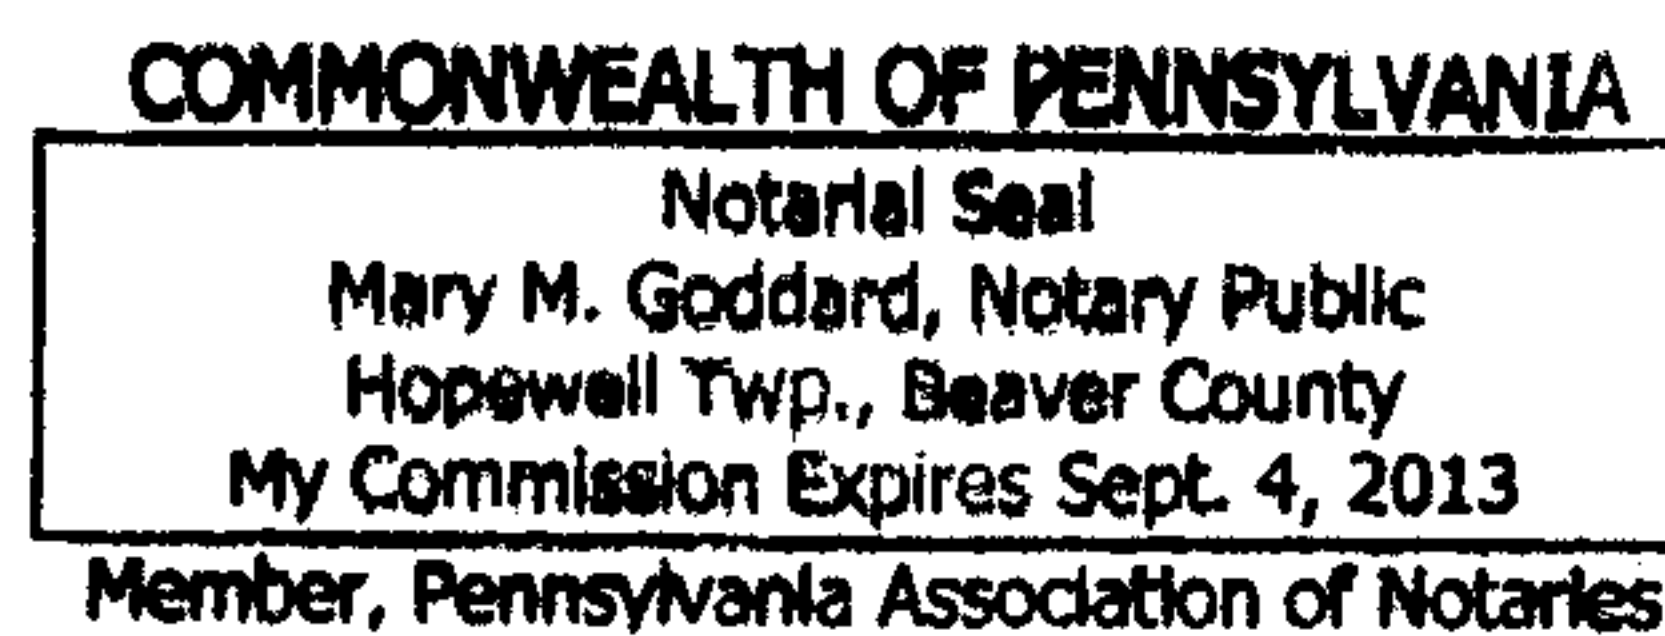 COMMONWEALTH OF PENNSYLVANIA
Notarial Seal
Mary M. Goddard, Notary Public
Hopewell Twp., Beaver County
My Commission Expires Sept. 4, 2013
Member, Pennsylvania Association of Notaries